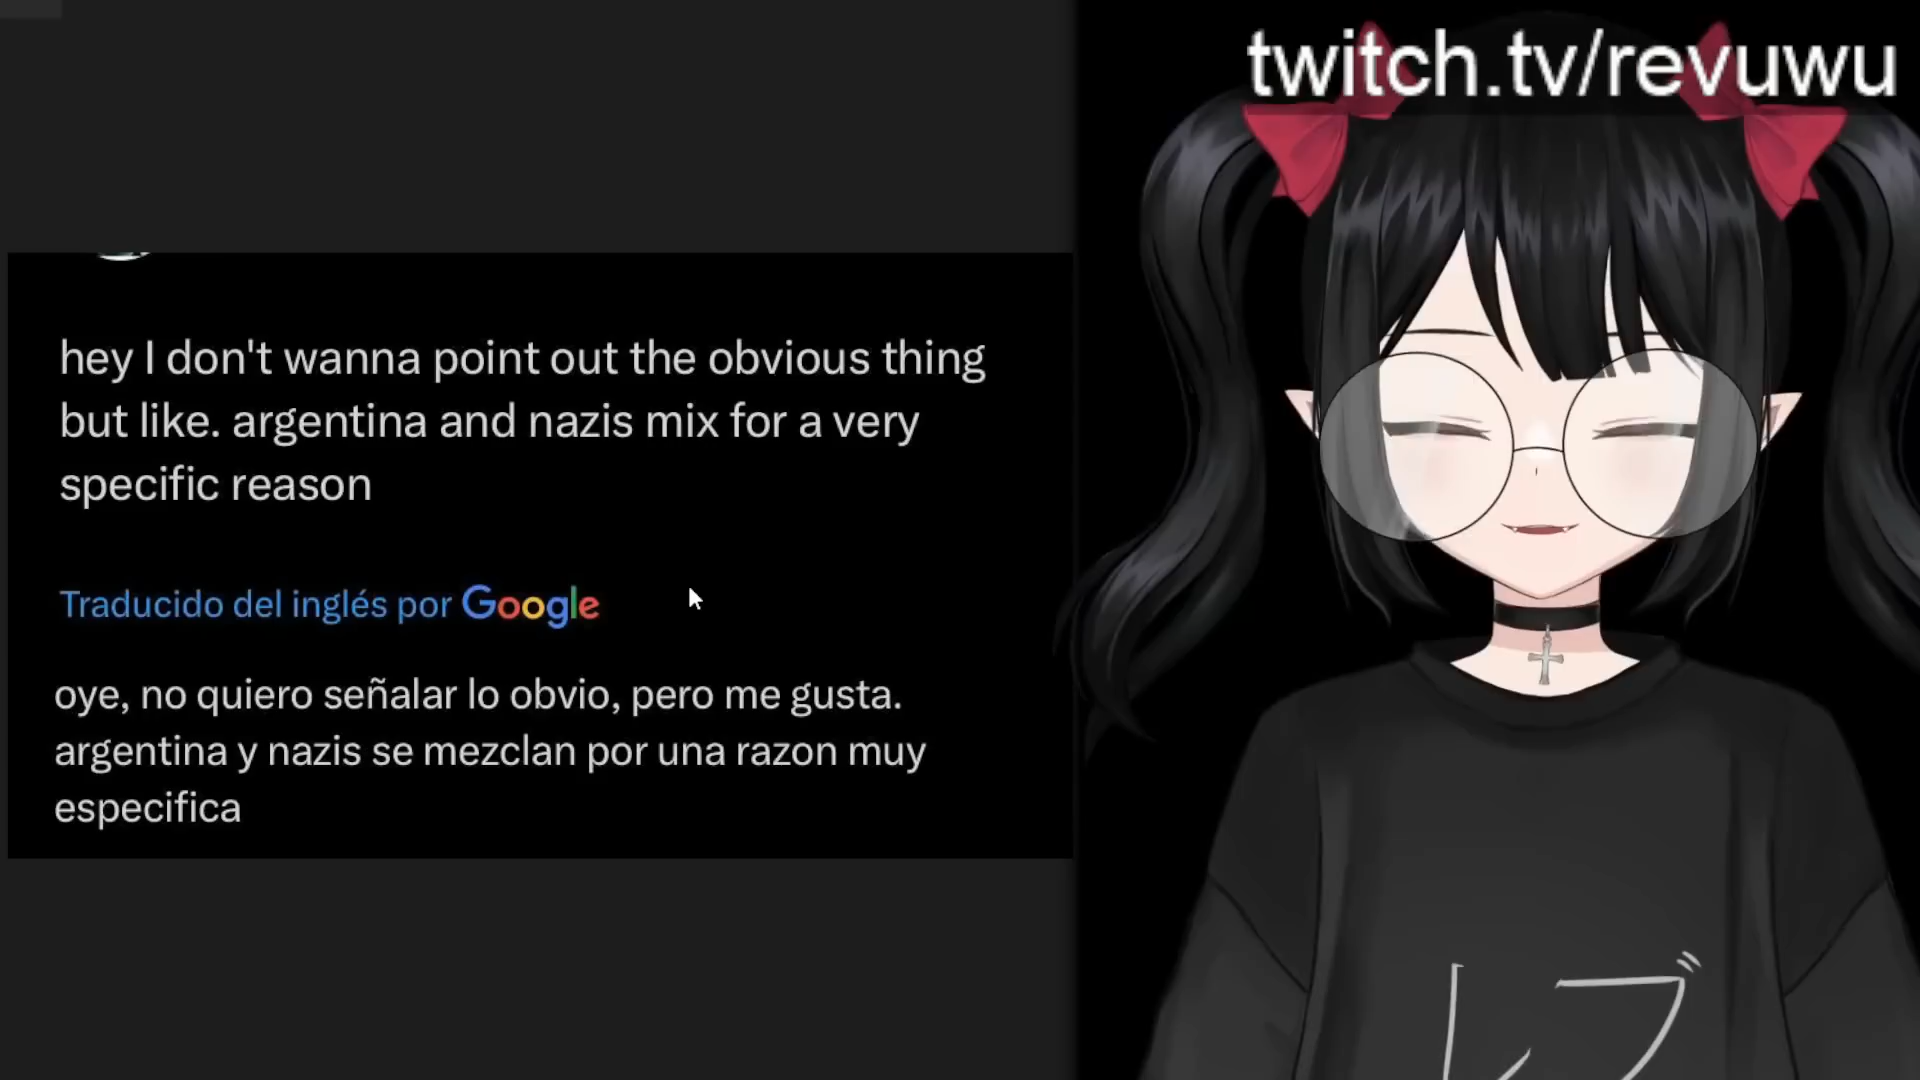 twitch.tv/revuwu
hey I don't wanna point out the obvious thing
but like. argentina and nazis mix for a very
specific reason
Traducido del inglés por Google
oye, no quiero señalar lo obvio, pero me gusta.
argentina y nazis se mezclan por una razon muy
especifica
レブ